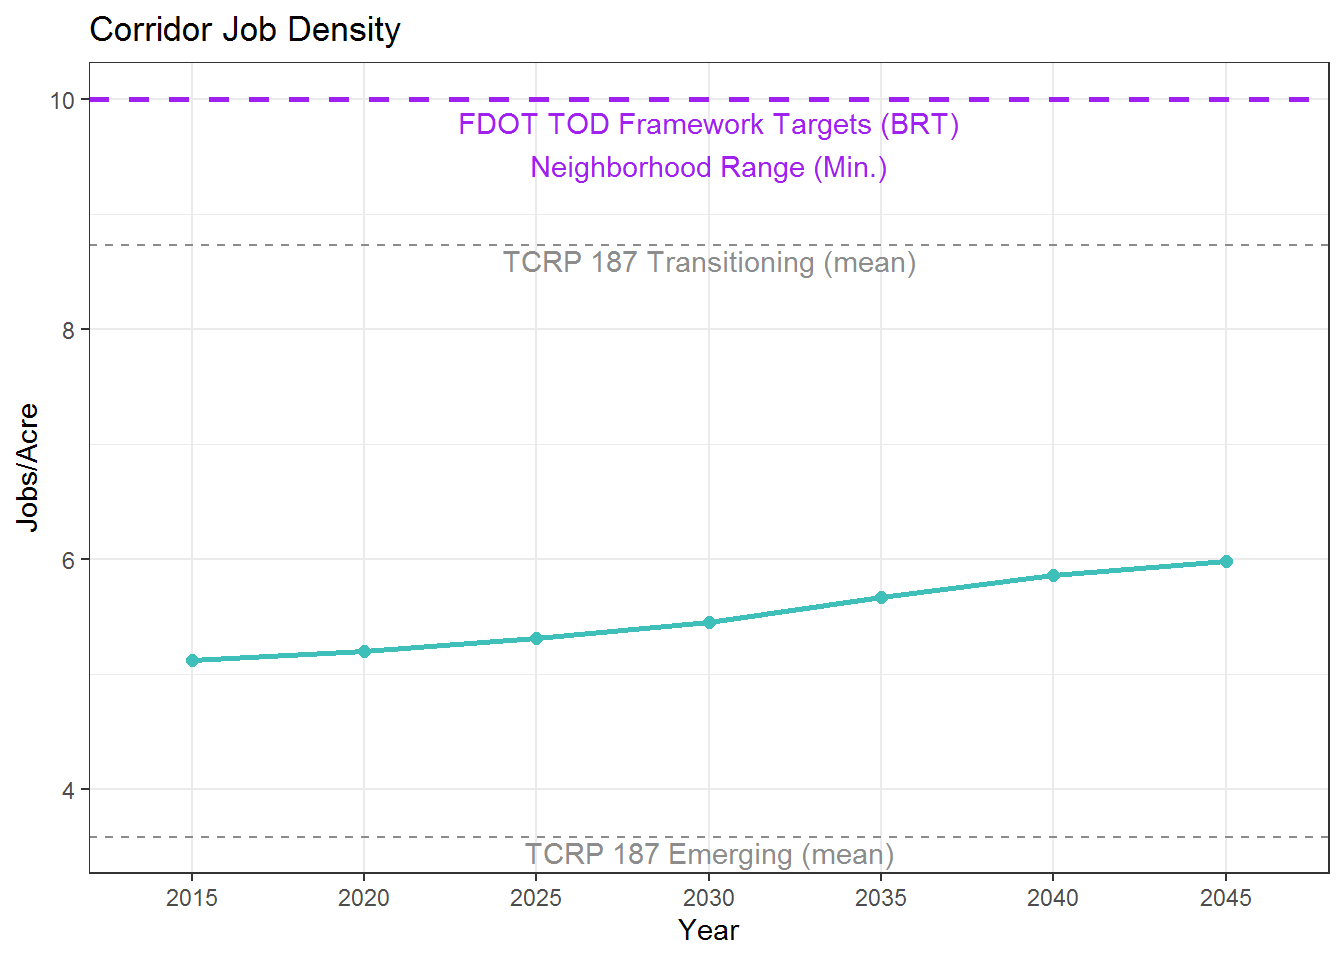 Corridor Job Density
10
FDOT TOD Framework Targets (BRT)
Neighborhood Range (Min.)
TCRP 187 Transitioning (mean)
8
Jobs/Acre
6
4
TCRP 187 Emerging (mean)
2015 2020 2025 2030 2035 2040 2045
Year